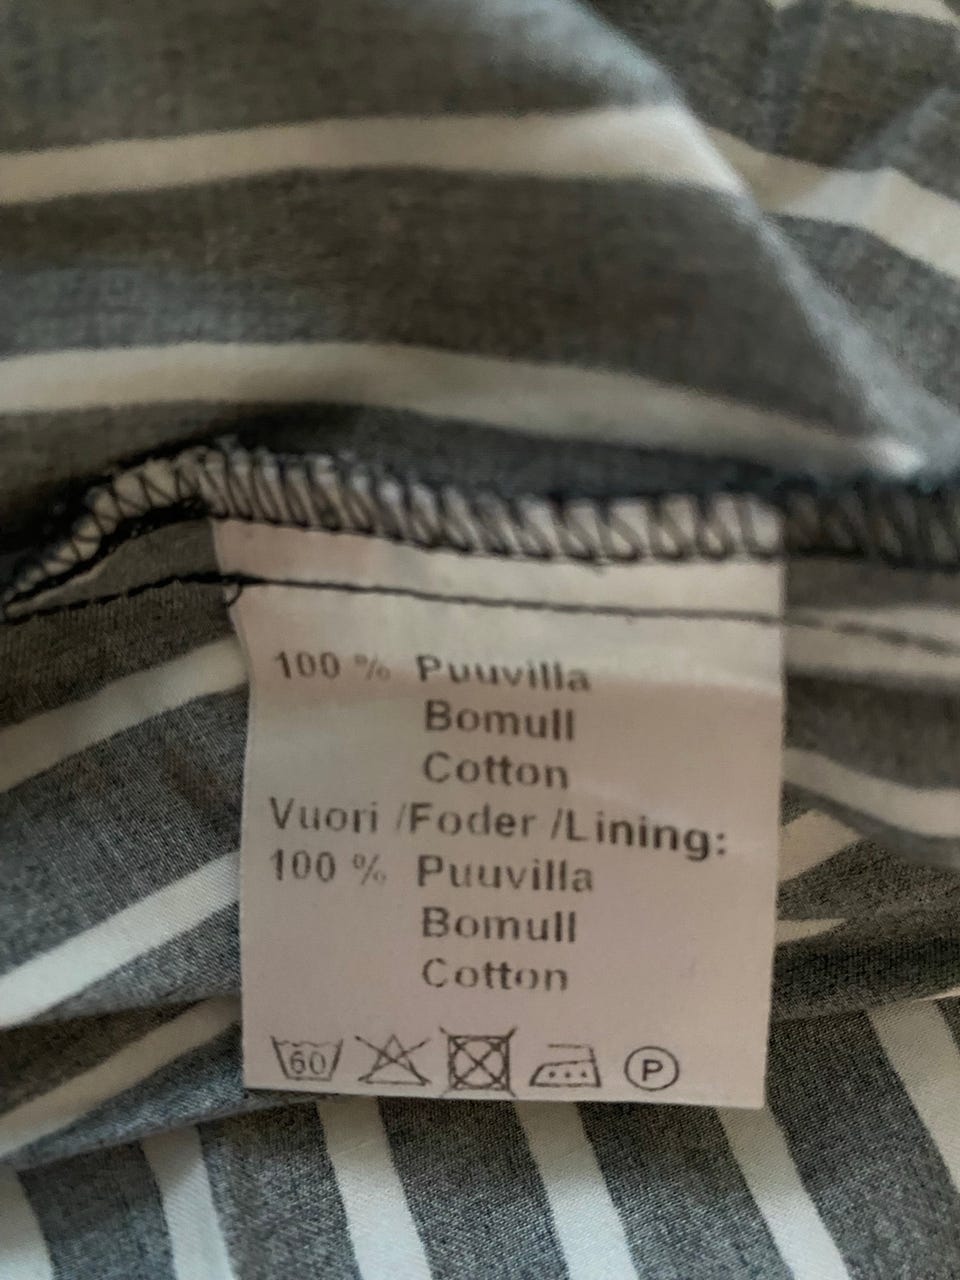 100 % Puuvilla
Bomull
Cotton
Vuori /Foder /Lining:
100 % Puuvilla
Bomull
Cotton
60 P